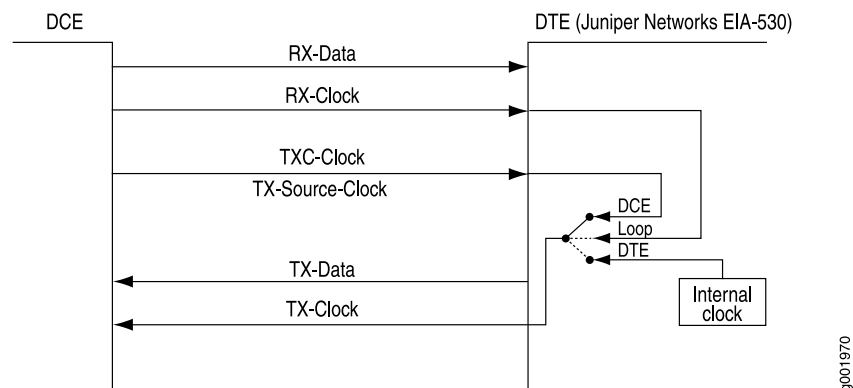 DCE
DTE (Juniper Networks EIA-530)
RX-Data
RX-Clock
TXC-Clock
TX-Source-Clock
DCE
Loop
DTE
TX-Data
TX-Clock
Internal
clock
g001970